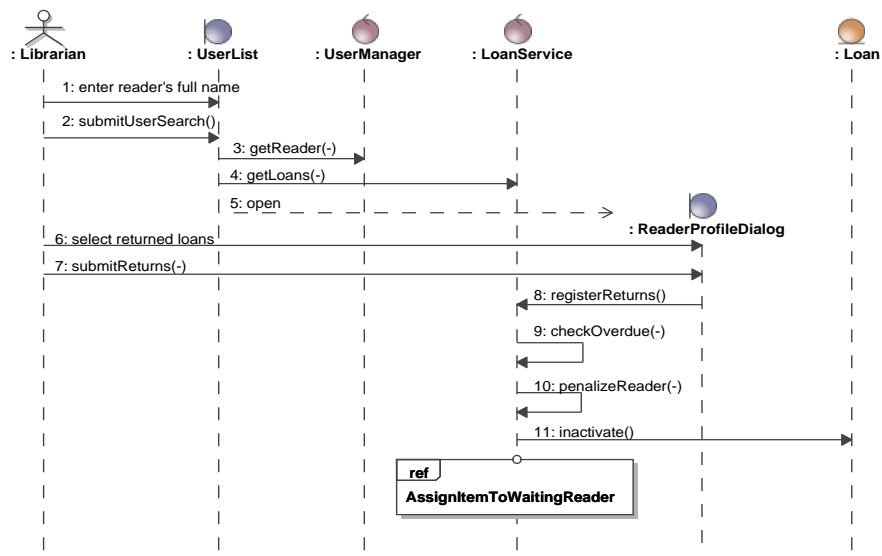 : Librarian
: UserList
: UserManager
: LoanService
: Loan
1: enter reader's full name
2: submitUserSearch()
3: getReader(-)
4: getLoans(-)
5: open
: ReaderProfileDialog
6: select returned loans
7: submitReturns(-)
8: registerReturns()
9: checkOverdue(-)
10: penalizeReader(-)
11: inactivate()
ref
AssignItemToWaitingReader